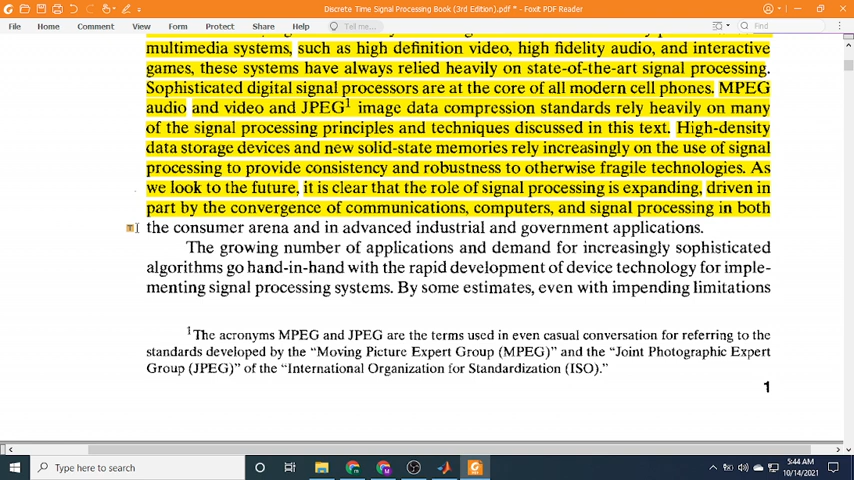 Discrete Time Signal Processing Book (3rd Edition).pdf * - Foxit PDF Reader
File Home Comment View Form Protect Share Help Tell me... Find
multimedia systems, such as high definition video, high fidelity audio, and interactive
games, these systems have always relied heavily on state-of-the-art signal processing.
Sophisticated digital signal processors are at the core of all modern cell phones. MPEG
audio and video and JPEG1 image data compression standards rely heavily on many
of the signal processing principles and techniques discussed in this text. High-density
data storage devices and new solid-state memories rely increasingly on the use of signal
processing to provide consistency and robustness to otherwise fragile technologies. As
we look to the future, it is clear that the role of signal processing is expanding, driven in
part by the convergence of communications, computers, and signal processing in both
the consumer arena and in advanced industrial and government applications.
The growing number of applications and demand for increasingly sophisticated
algorithms go hand-in-hand with the rapid development of device technology for imple-
menting signal processing systems. By some estimates, even with impending limitations
1The acronyms MPEG and JPEG are the terms used in even casual conversation for referring to the
standards developed by the "Moving Picture Expert Group (MPEG)" and the "Joint Photographic Expert
Group (JPEG)" of the "International Organization for Standardization (ISO)."
1
Type here to search
5:44 AM
10/14/2021